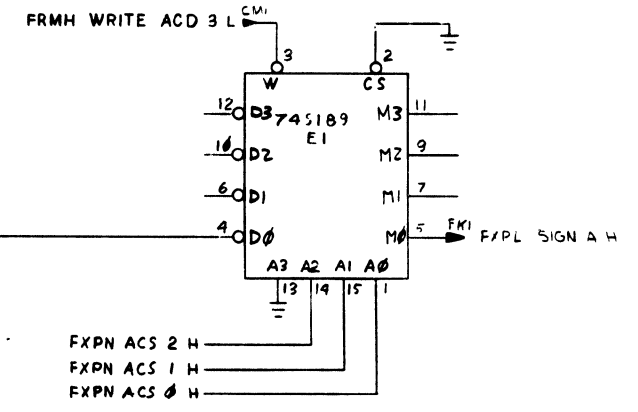 FRMH WRITE ACD 3 L CM1
3 2
W CS
12 D3 74S189 M3 11
E1
10 D2 M2 9
6 D1 M1 7
4 DØ MØ 5 FK1 FXPL SIGN A H
A3 A2 A1 AØ
13 14 15 1
FXPN ACS 2 H
FXPN ACS 1 H
FXPN ACS Ø H